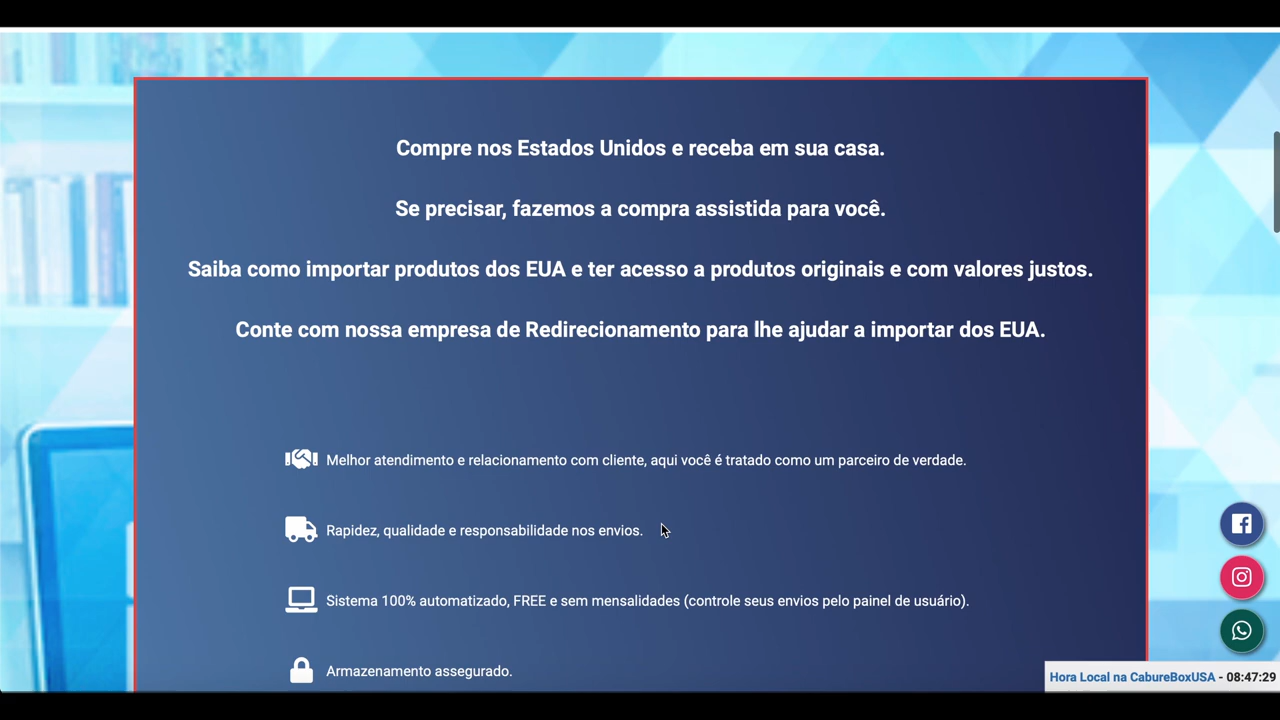 Compre nos Estados Unidos e receba em sua casa.
Se precisar, fazemos a compra assistida para você.
Saiba como importar produtos dos EUA e ter acesso a produtos originais e com valores justos.
Conte com nossa empresa de Redirecionamento para lhe ajudar a importar dos EUA.
Melhor atendimento e relacionamento com cliente, aqui você é tratado como um parceiro de verdade.
Rapidez, qualidade e responsabilidade nos envios.
Sistema 100% automatizado, FREE e sem mensalidades (controle seus envios pelo painel de usuário).
Armazenamento assegurado.
Hora Local na CabureBoxUSA - 08:47:29